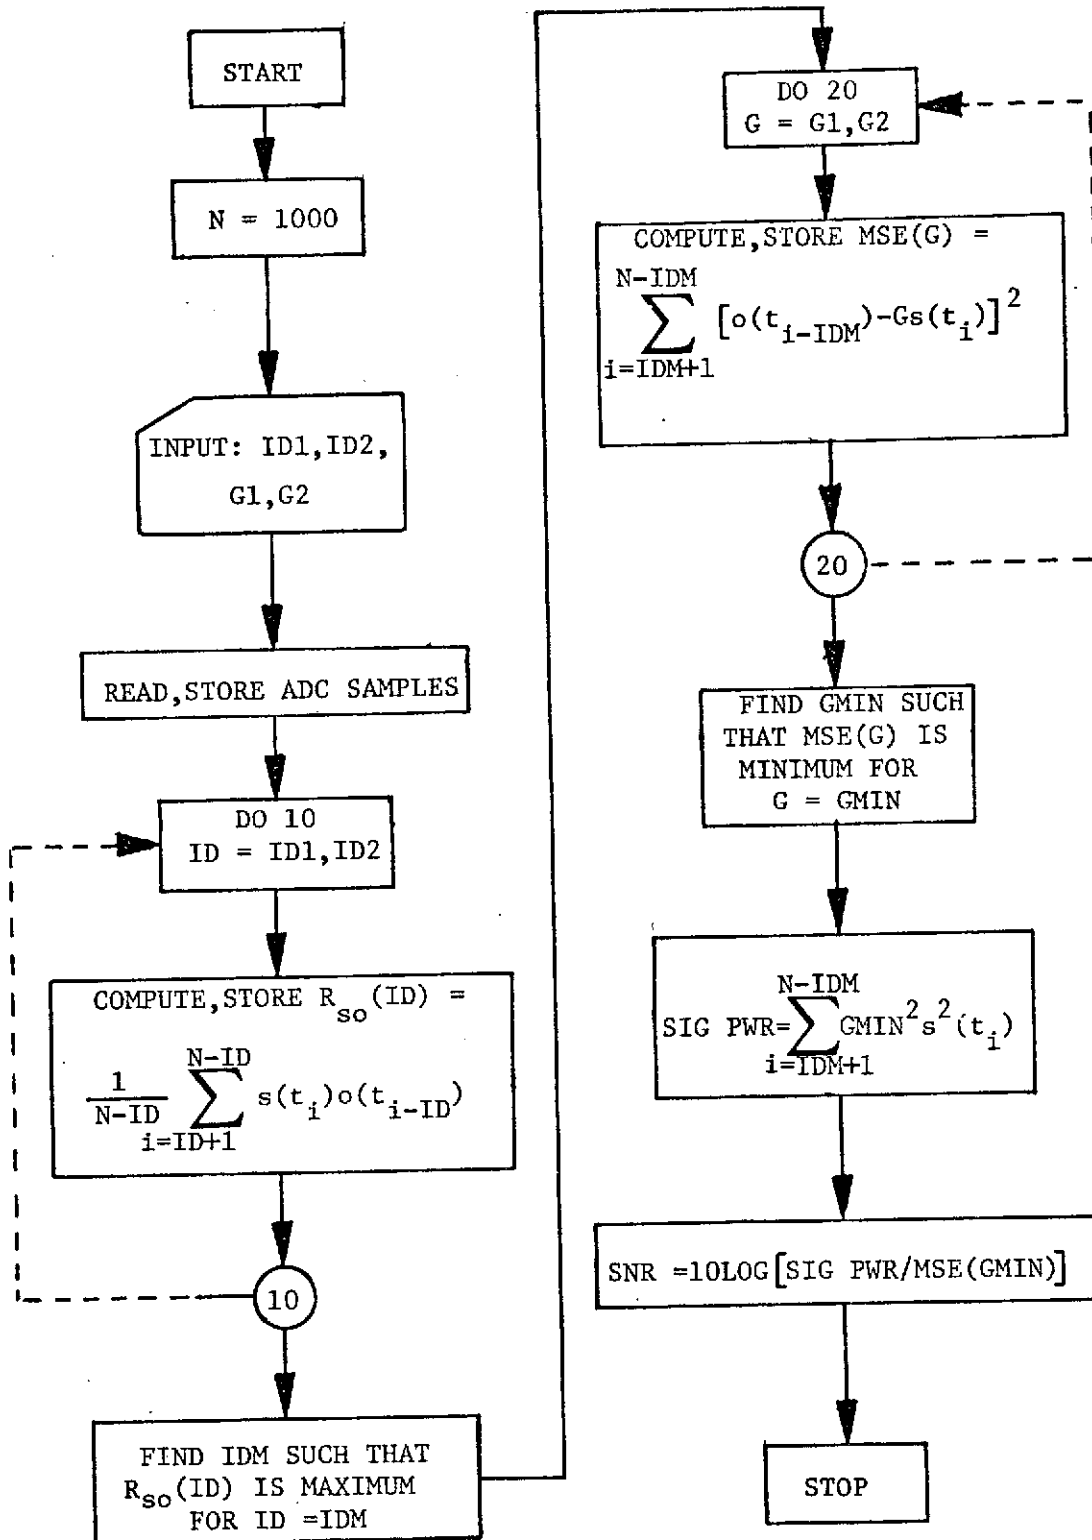 START
N = 1000
INPUT: ID1,ID2,
G1,G2
READ,STORE ADC SAMPLES
DO 10
ID = ID1,ID2
COMPUTE,STORE R_so(ID) =
N-ID
1/N-ID ∑ s(t_i)o(t_i-ID)
i=ID+1
10
FIND IDM SUCH THAT
R_so(ID) IS MAXIMUM
FOR ID =IDM
DO 20
G = G1,G2
COMPUTE,STORE MSE(G) =
N-IDM
∑ [o(t_i-IDM)-Gs(t_i)]²
i=IDM+1
20
FIND GMIN SUCH
THAT MSE(G) IS
MINIMUM FOR
G = GMIN
N-IDM
SIG PWR=∑GMIN²s²(t_i)
i=IDM+1
SNR =10LOG[SIG PWR/MSE(GMIN)]
STOP